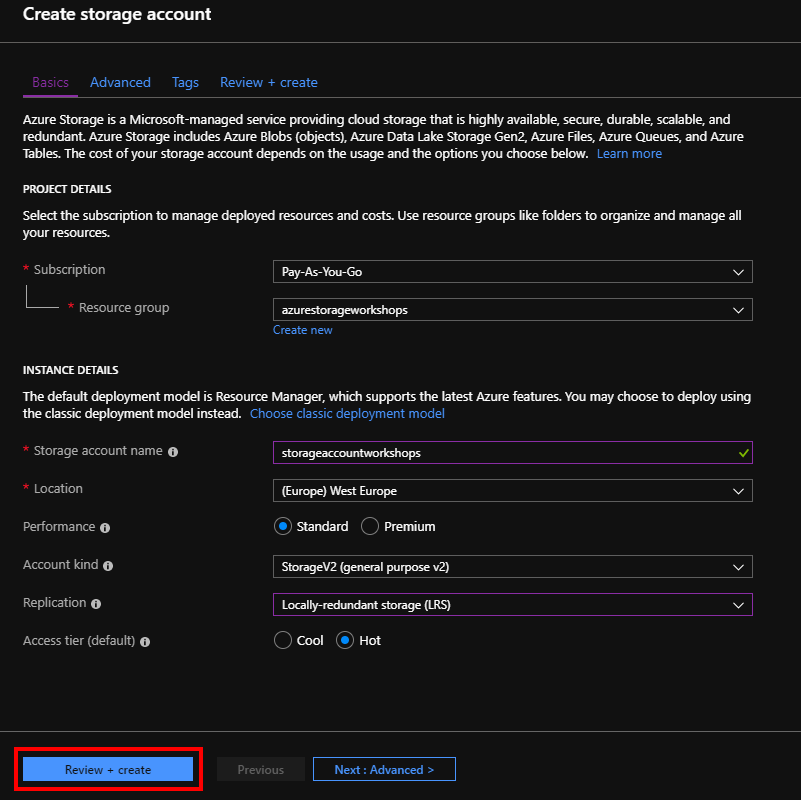 Create storage account
Basics Advanced Tags Review + create
Azure Storage is a Microsoft-managed service providing cloud storage that is highly available, secure, durable, scalable, and
redundant. Azure Storage includes Azure Blobs (objects), Azure Data Lake Storage Gen2, Azure Files, Azure Queues, and Azure
Tables. The cost of your storage account depends on the usage and the options you choose below. Learn more
PROJECT DETAILS
Select the subscription to manage deployed resources and costs. Use resource groups like folders to organize and manage all
your resources.
* Subscription Pay-As-You-Go
* Resource group azurestorageworkshops
Create new
INSTANCE DETAILS
The default deployment model is Resource Manager, which supports the latest Azure features. You may choose to deploy using
the classic deployment model instead. Choose classic deployment model
* Storage account name storageaccountworkshops
* Location (Europe) West Europe
Performance Standard Premium
Account kind StorageV2 (general purpose v2)
Replication Locally-redundant storage (LRS)
Access tier (default) Cool Hot
Review + create Previous Next : Advanced >